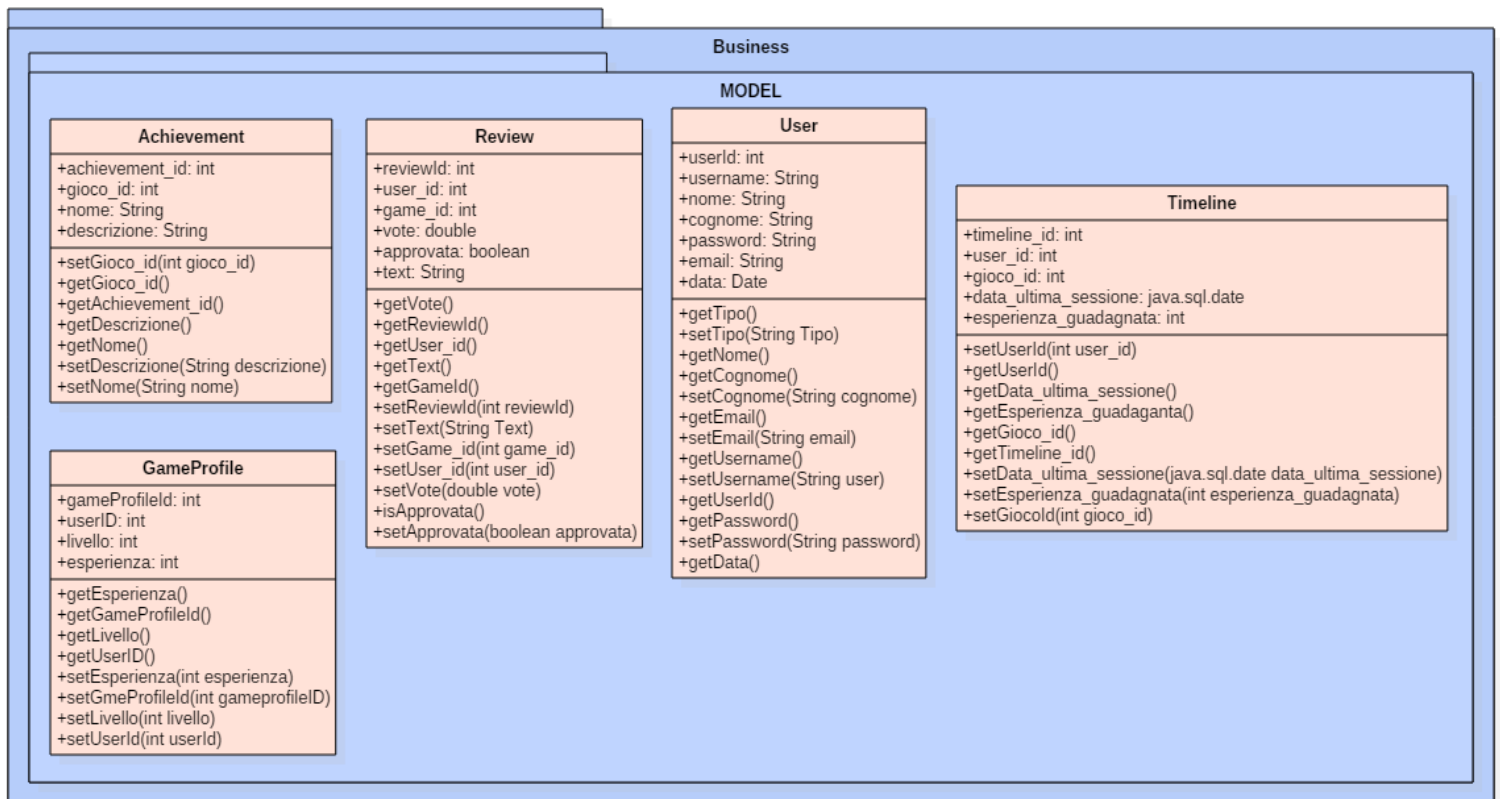 Business
MODEL
Achievement
+achievement_id: int
+gioco_id: int
+nome: String
+descrizione: String
+setGioco_id(int gioco_id)
+getGioco_id()
+getAchievement_id()
+getDescrizione()
+getNome()
+setDescrizione(String descrizione)
+setNome(String nome)
GameProfile
+gameProfileId: int
+userID: int
+livello: int
+esperienza: int
+getEsperienza()
+getGameProfileId()
+getLivello()
+getUserID()
+setEsperienza(int esperienza)
+setGmeProfileId(int gameprofileID)
+setLivello(int livello)
+setUserId(int userId)
Review
+reviewId: int
+user_id: int
+game_id: int
+vote: double
+approvata: boolean
+text: String
+getVote()
+getReviewId()
+getUser_id()
+getText()
+getGameId()
+setReviewId(int reviewId)
+setText(String Text)
+setGame_id(int game_id)
+setUser_id(int user_id)
+setVote(double vote)
+isApprovata()
+setApprovata(boolean approvata)
User
+userId: int
+username: String
+nome: String
+cognome: String
+password: String
+email: String
+data: Date
+getTipo()
+setTipo(String Tipo)
+getNome()
+getCognome()
+setCognome(String cognome)
+getEmail()
+setEmail(String email)
+getUsername()
+setUsername(String user)
+getUserId()
+getPassword()
+setPassword(String password)
+getData()
Timeline
+timeline_id: int
+user_id: int
+gioco_id: int
+data_ultima_sessione: java.sql.date
+esperienza_guadagnata: int
+setUserId(int user_id)
+getUserId()
+getData_ultima_sessione()
+getEsperienza_guadaganta()
+getGioco_id()
+getTimeline_id()
+setData_ultima_sessione(java.sql.date data_ultima_sessione)
+setEsperienza_guadagnata(int esperienza_guadagnata)
+setGiocoId(int gioco_id)